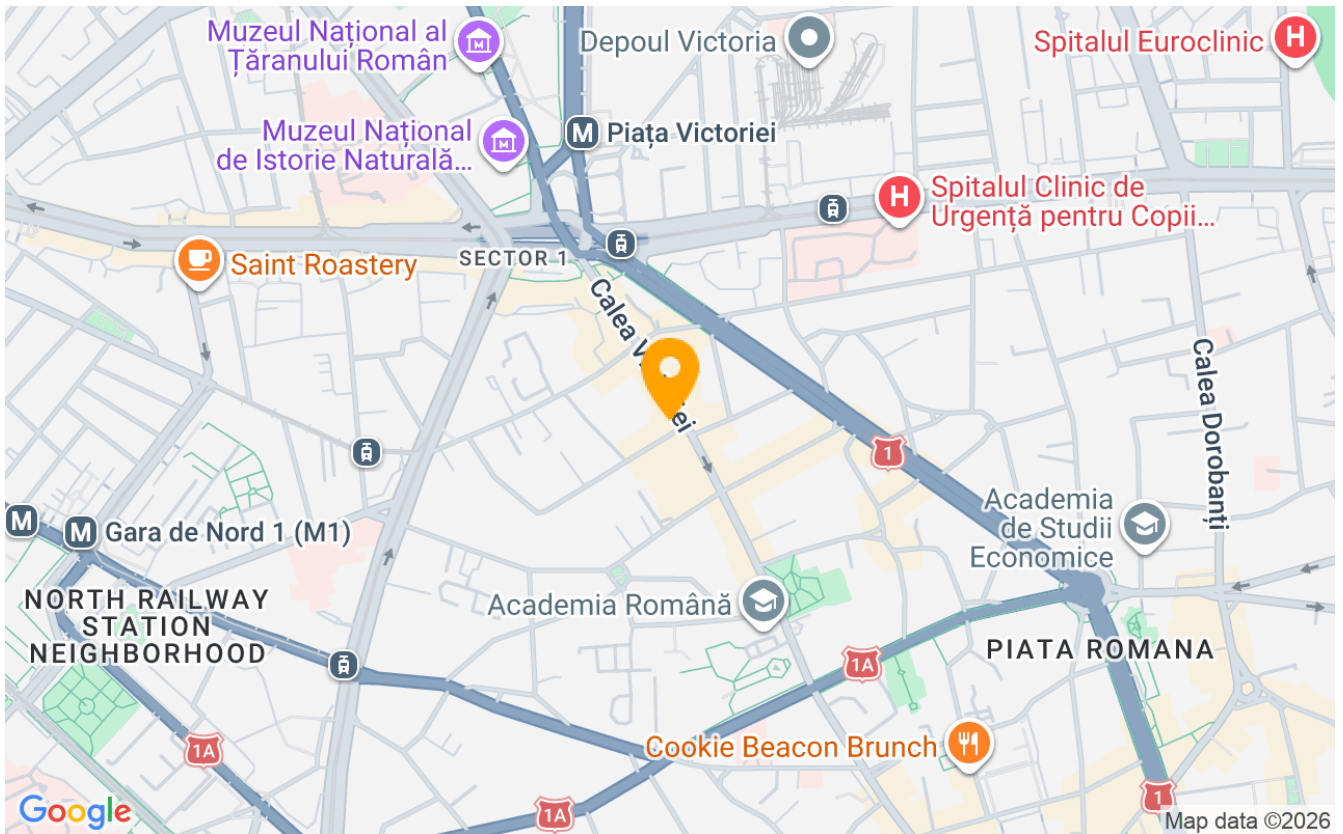 Muzeul Național al
Țăranului Român
Depoul Victoria
Spitalul Euroclinic
H
Muzeul Național
de Istorie Naturală...
M
Piața Victoriei
H
Spitalul Clinic de
Urgență pentru Copii...
Saint Roastery
SECTOR 1
Calea V
iei
Calea Dorobanți
1
Academia
de Studii
Economice
M
M
Gara de Nord 1 (M1)
NORTH RAILWAY
STATION
NEIGHBORHOOD
Academia Română
PIATA ROMANA
1A
1A
Cookie Beacon Brunch
1A
1
Google
Map data ©2026